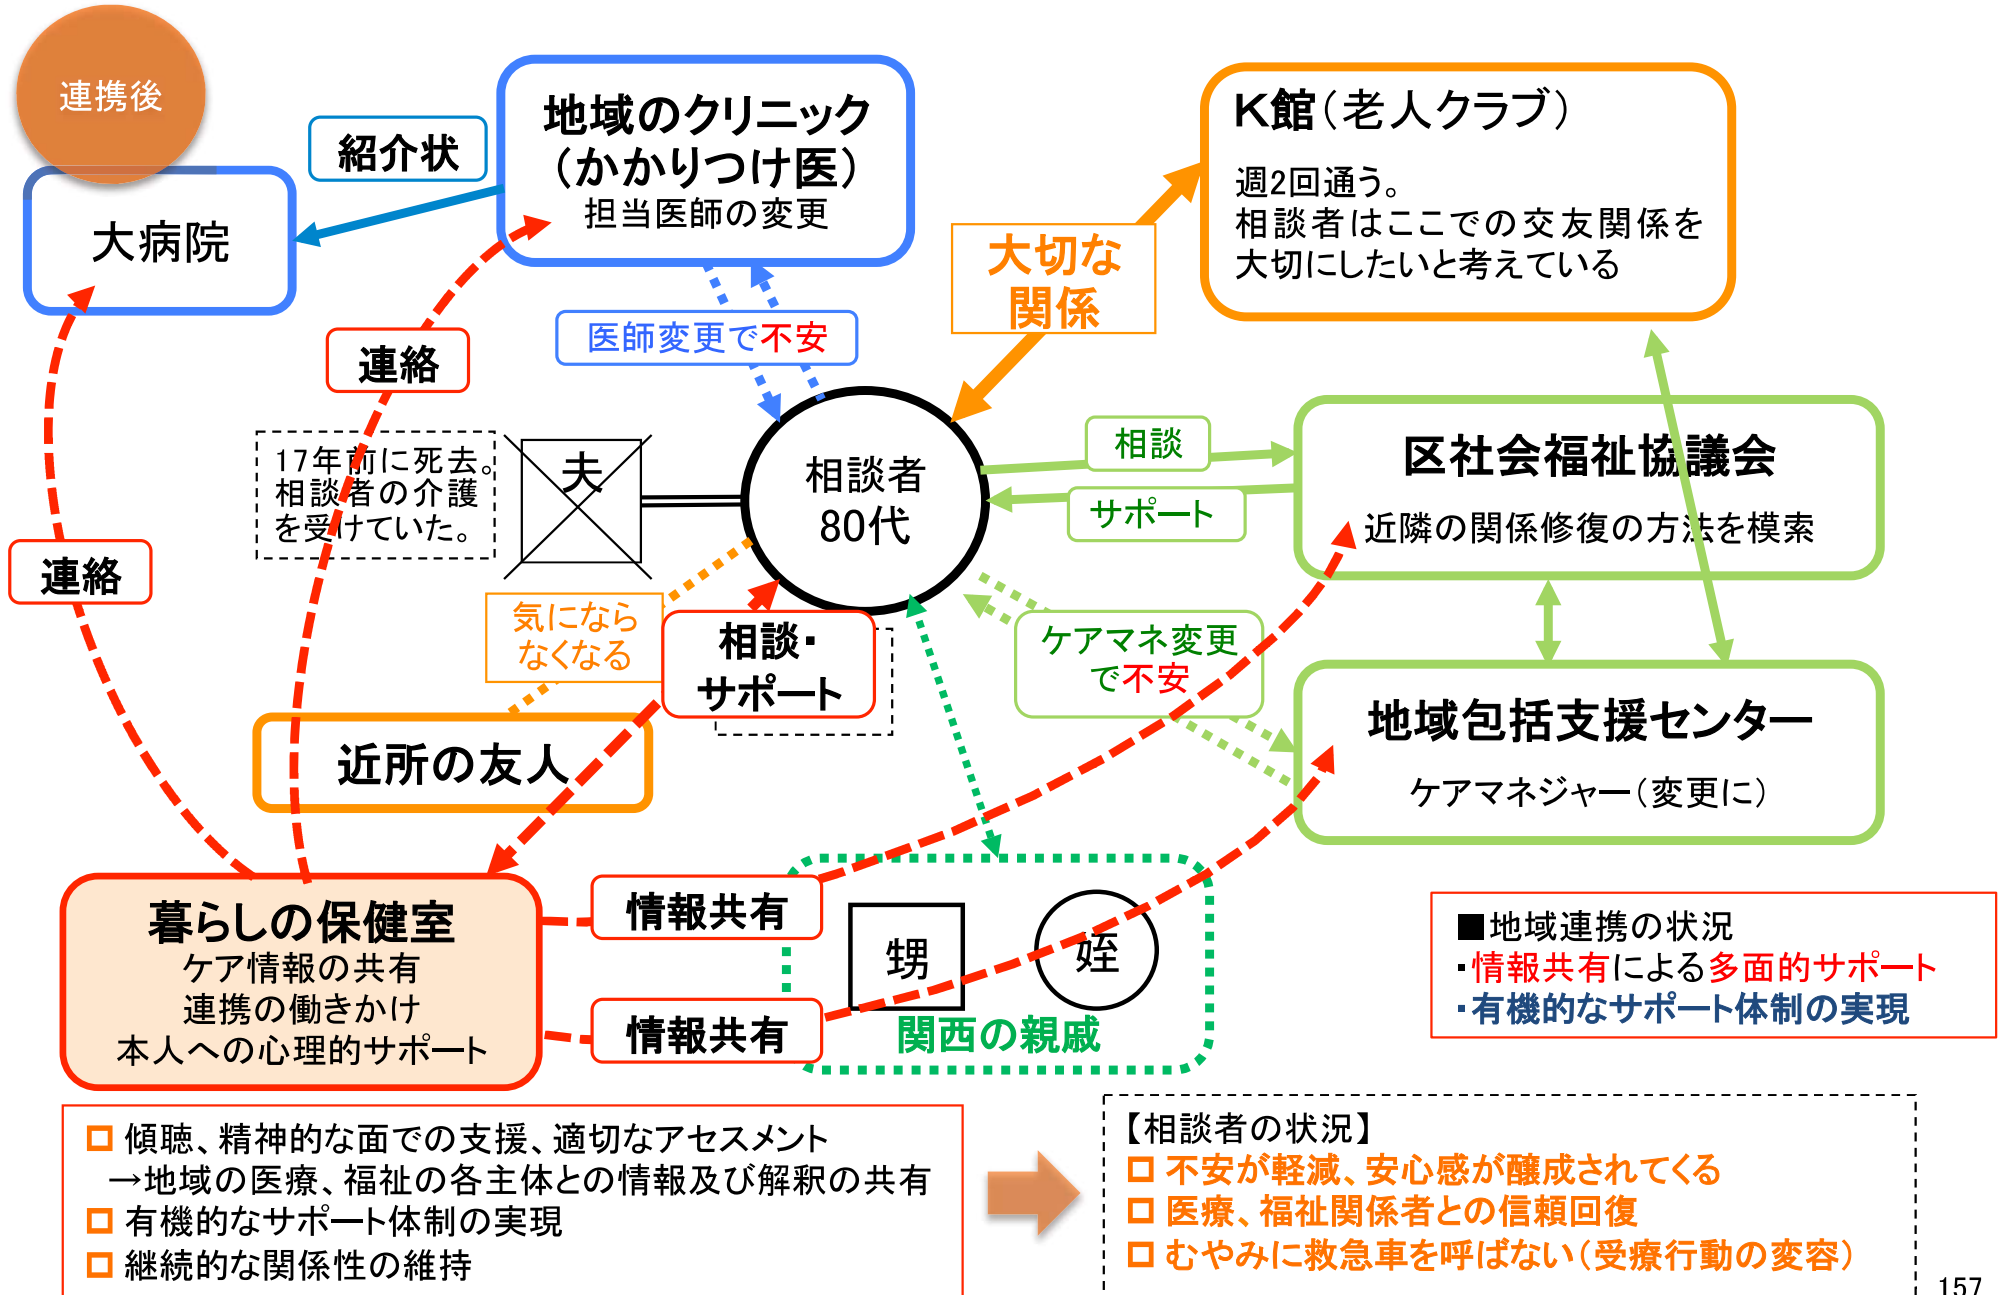 連携後
大病院
紹介状
地域のクリニック
（かかりつけ医）
担当医師の変更
K館（老人クラブ）
週2回通う。
相談者はここでの交友関係を
大切にしたいと考えている
大切な
関係
連絡
医師変更で不安
17年前に死去。
相談者の介護
を受けていた。
夫
相談者
80代
相談
サポート
区社会福祉協議会
近隣の関係修復の方法を模索
連絡
気になら
なくなる
相談・
サポート
ケアマネ変更
で不安
地域包括支援センター
ケアマネジャー（変更に）
近所の友人
暮らしの保健室
ケア情報の共有
連携の働きかけ
本人への心理的サポート
情報共有
情報共有
甥
姪
関西の親戚
■地域連携の状況
・情報共有による多面的サポート
・有機的なサポート体制の実現
□ 傾聴、精神的な面での支援、適切なアセスメント
→地域の医療、福祉の各主体との情報及び解釈の共有
□ 有機的なサポート体制の実現
□ 継続的な関係性の維持
【相談者の状況】
□ 不安が軽減、安心感が醸成されてくる
□ 医療、福祉関係者との信頼回復
□ むやみに救急車を呼ばない（受療行動の変容）
157